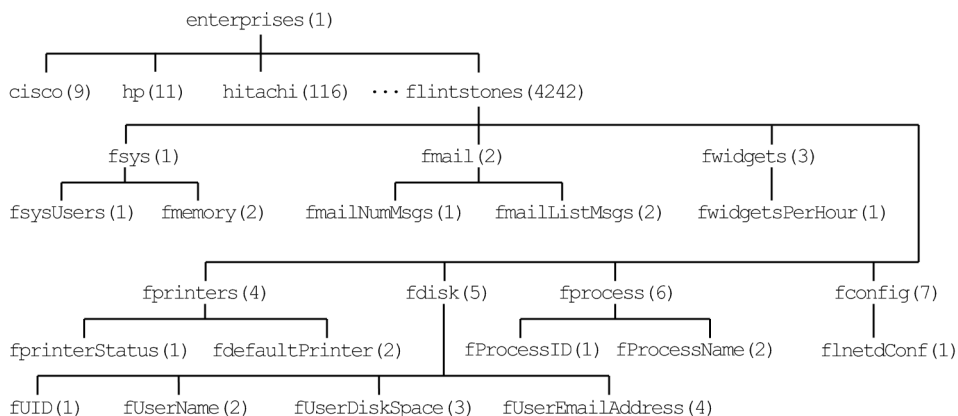 enterprises(1)
cisco(9) hp(11) hitachi(116) ···flintstones(4242)
fsys(1) fmail(2) fwidgets(3)
fsysUsers(1) fmemory(2) fmailNumMsgs(1) fmailListMsgs(2) fwidgetsPerHour(1)
fprinters(4) fdisk(5) fprocess(6) fconfig(7)
fprinterStatus(1) fdefaultPrinter(2) fProcessID(1) fProcessName(2) flnetdConf(1)
fUID(1) fUserName(2) fUserDiskSpace(3) fUserEmailAddress(4)